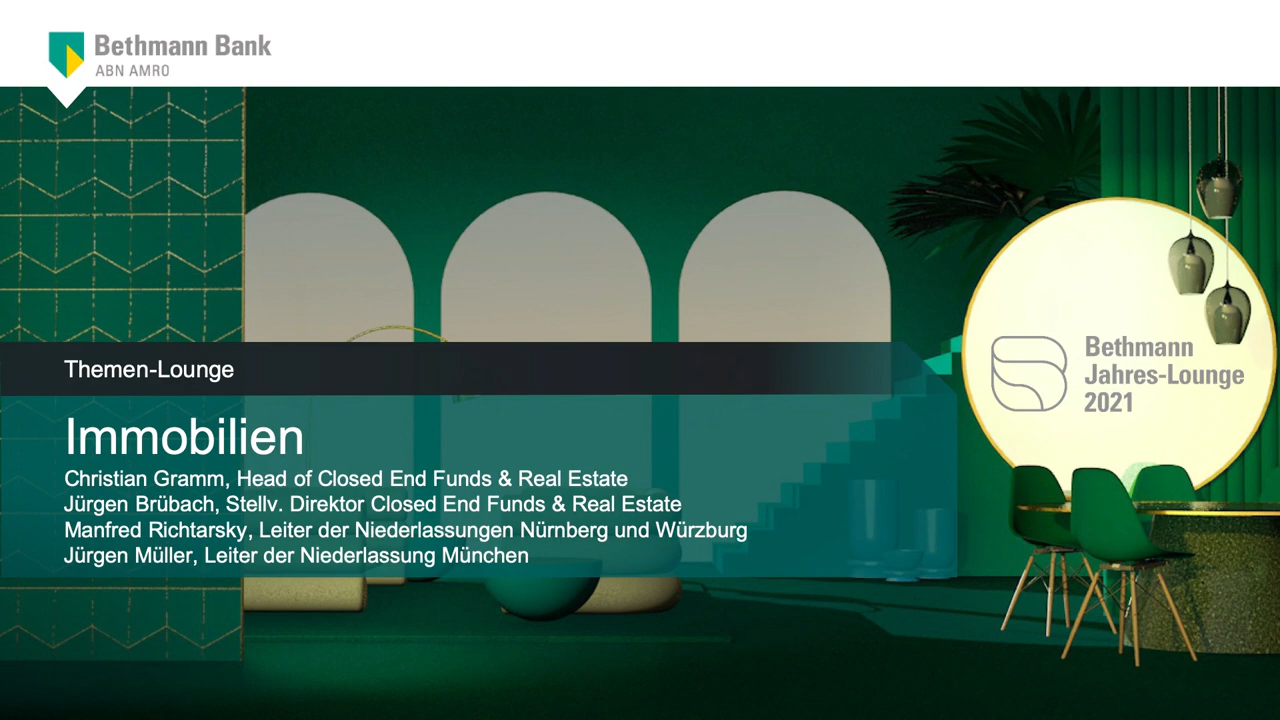 Bethmann Bank
ABN AMRO
Themen-Lounge
Immobilien
Christian Gramm, Head of Closed End Funds & Real Estate
Jürgen Brübach, Stellv. Direktor Closed End Funds & Real Estate
Manfred Richtarsky, Leiter der Niederlassungen Nürnberg und Würzburg
Jürgen Müller, Leiter der Niederlassung München
Bethmann
Jahres-Lounge
2021